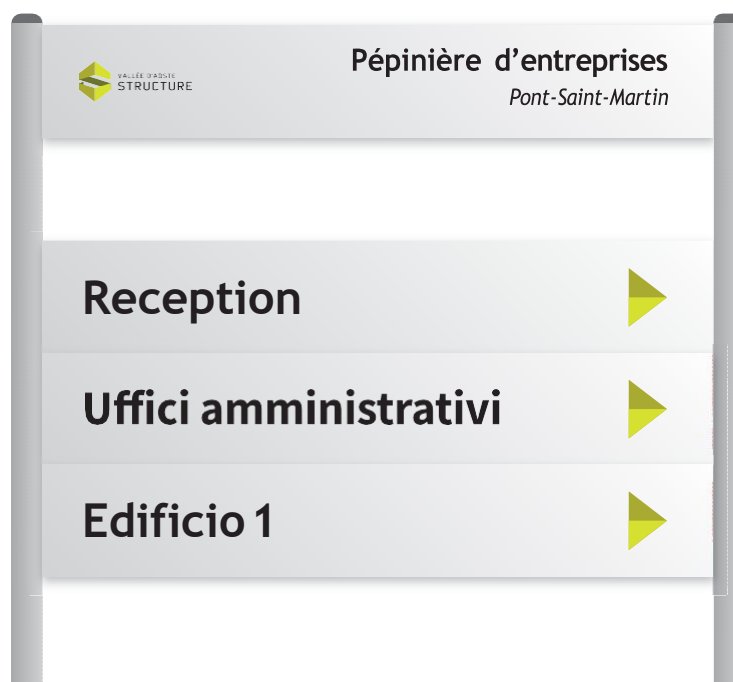 VALLÉE D'AOSTE
STRUCTURE
Pépinière d’entreprises
Pont-Saint-Martin
Reception
Uffici amministrativi
Edificio 1